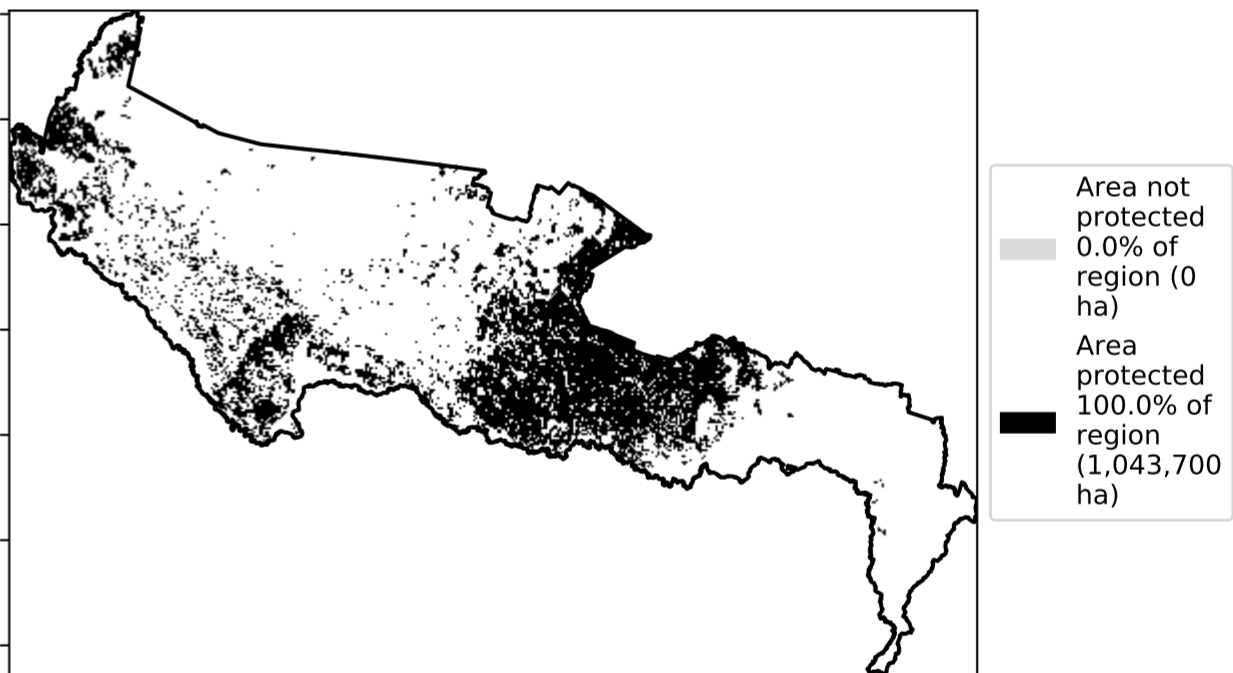 Area not
protected
0.0% of
region (0
ha)
Area
protected
100.0% of
region
(1,043,700
ha)